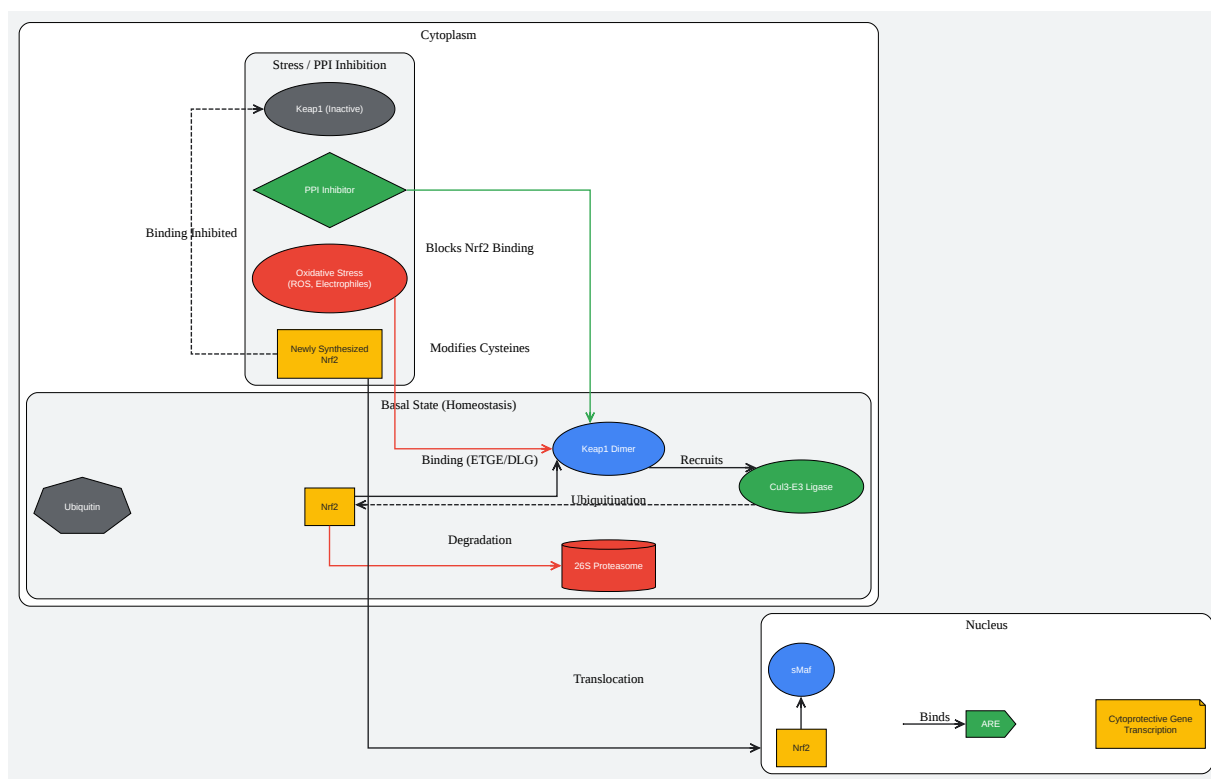 Cytoplasm
Stress / PPI Inhibition
Keap1 (Inactive)
PPI Inhibitor
Binding Inhibited
Blocks Nrf2 Binding
Oxidative Stress
(ROS, Electrophiles)
Newly Synthesized
Nrf2
Modifies Cysteines
Basal State (Homeostasis)
Keap1 Dimer
Binding (ETGE/DLG)
Recruits
Cul3-E3 Ligase
Ubiquitin
Nrf2
Ubiquitination
Degradation
26S Proteasome
Nucleus
sMaf
Translocation
Binds
ARE
Cytoprotective Gene
Transcription
Nrf2